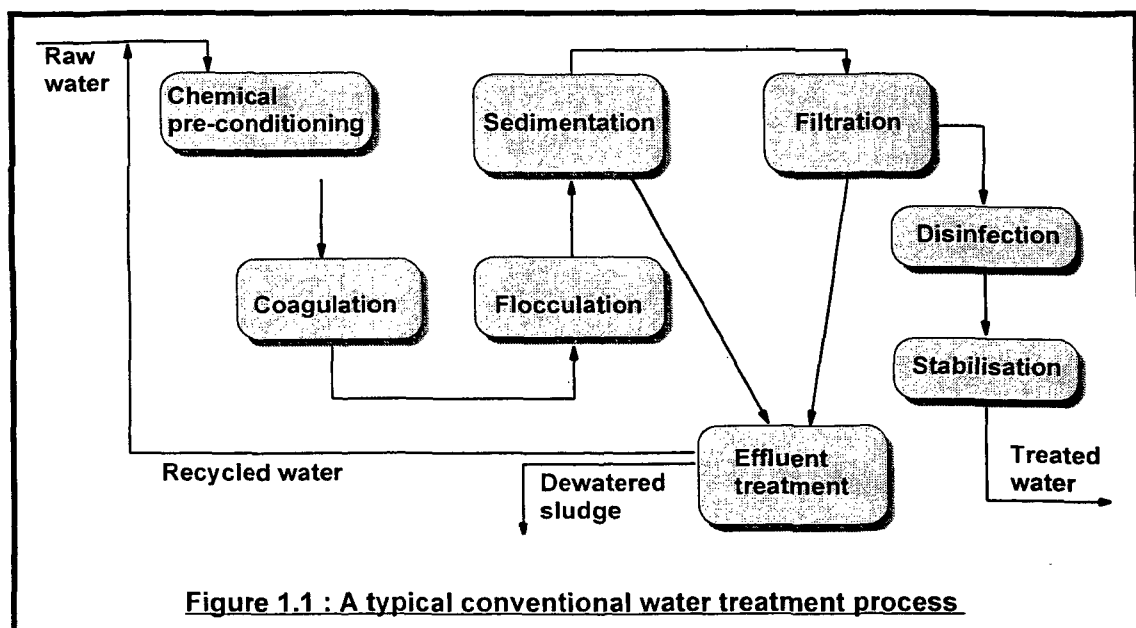 Raw
water
Chemical
pre-conditioning
Sedimentation
Filtration
Disinfection
Coagulation
Flocculation
Stabilisation
Recycled water
Dewatered
sludge
Effluent
treatment
Treated
water
Figure 1.1 : A typical conventional water treatment process